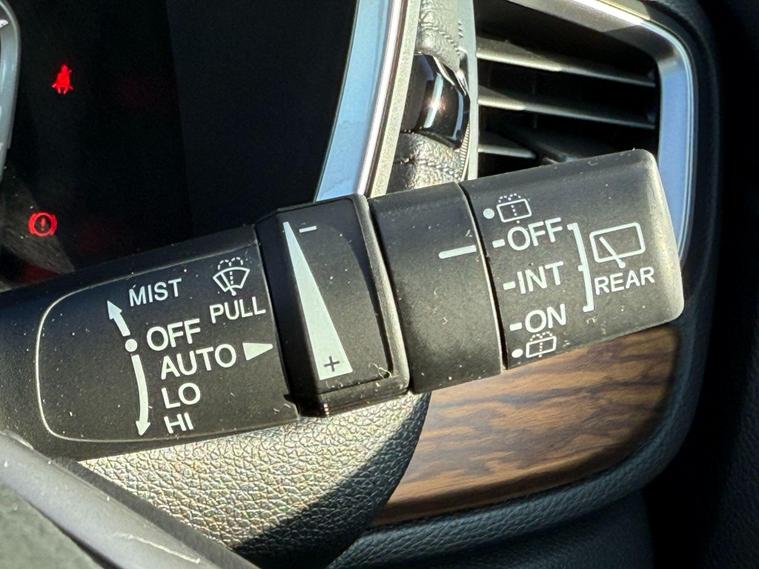 MIST
PULL
OFF
AUTO
LO
HI
−
+
OFF
INT
ON
REAR